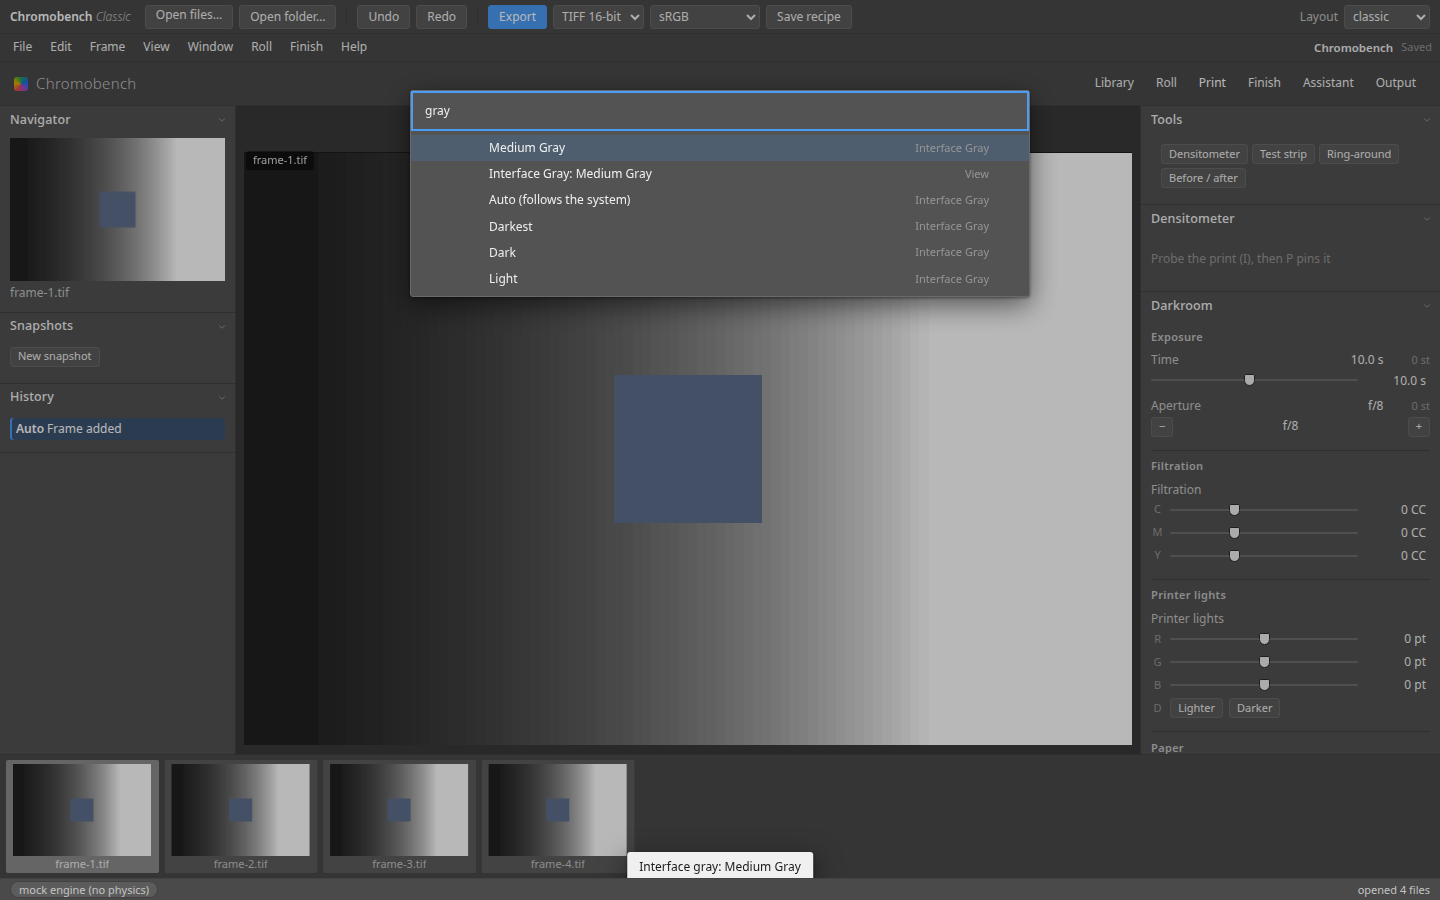 Chromobench Classic Open files... Open folder... Undo Redo Export TIFF 16-bit sRGB Save recipe Layout classic
File Edit Frame View Window Roll Finish Help Chromobench Saved
Chromobench Library Roll Print Finish Assistant Output
gray
Medium Gray Interface Gray
Interface Gray: Medium Gray View
Auto (follows the system) Interface Gray
Darkest Interface Gray
Dark Interface Gray
Light Interface Gray
Navigator
frame-1.tif
Snapshots
New snapshot
History
Auto Frame added
frame-1.tif
Tools
Densitometer Test strip Ring-around
Before / after
Densitometer
Probe the print (I), then P pins it
Darkroom
Exposure
Time 10.0 s 0 st
10.0 s
Aperture f/8 0 st
− f/8 +
Filtration
Filtration
C 0 CC
M 0 CC
Y 0 CC
Printer lights
Printer lights
R 0 pt
G 0 pt
B 0 pt
D Lighter Darker
Paper
frame-1.tif frame-2.tif frame-3.tif frame-4.tif
Interface gray: Medium Gray
mock engine (no physics) opened 4 files